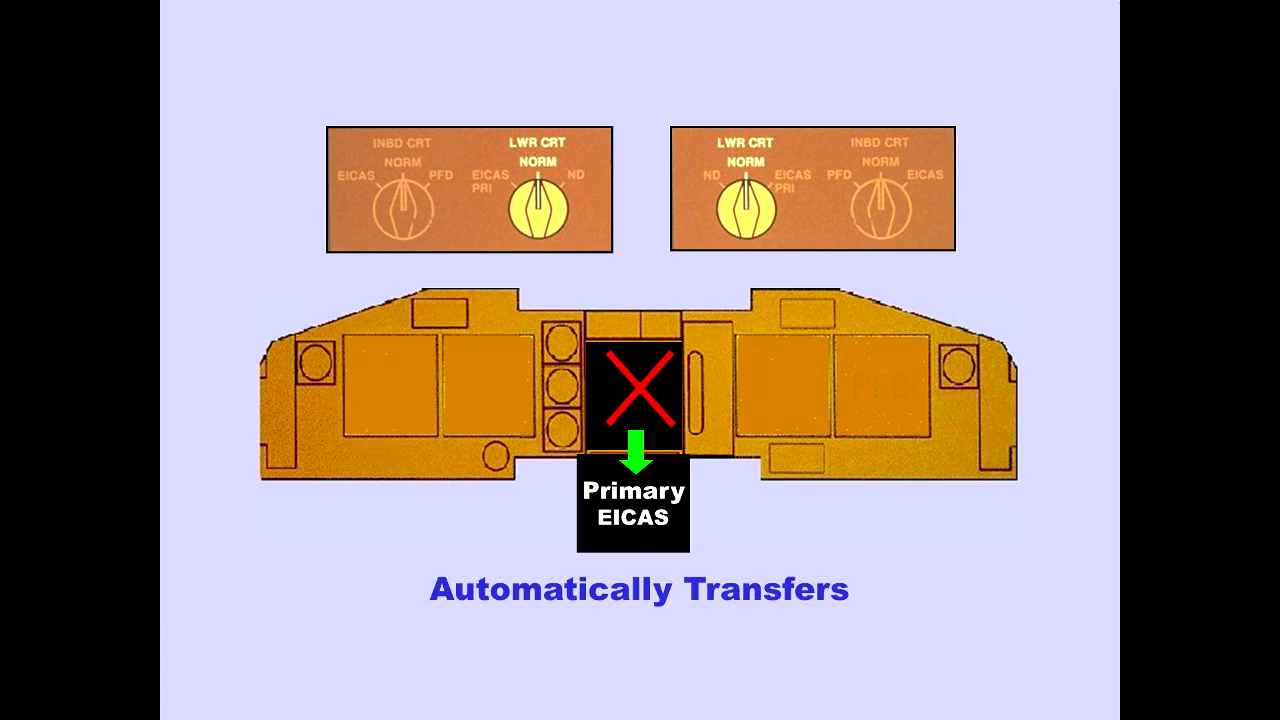 INBD CRT
NORM
EICAS
PFD
LWR CRT
NORM
EICAS
PRI
ND
LWR CRT
NORM
ND
EICAS
PRI
INBD CRT
NORM
PFD
EICAS
PFD
Primary
EICAS
Automatically Transfers